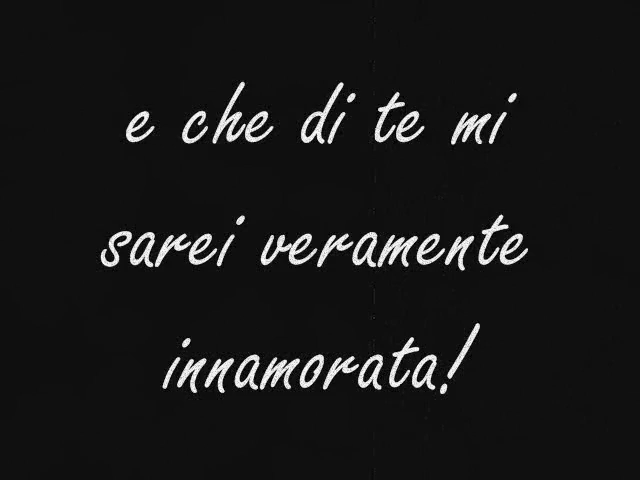 e che di te mi
sarei veramente
innamorata!